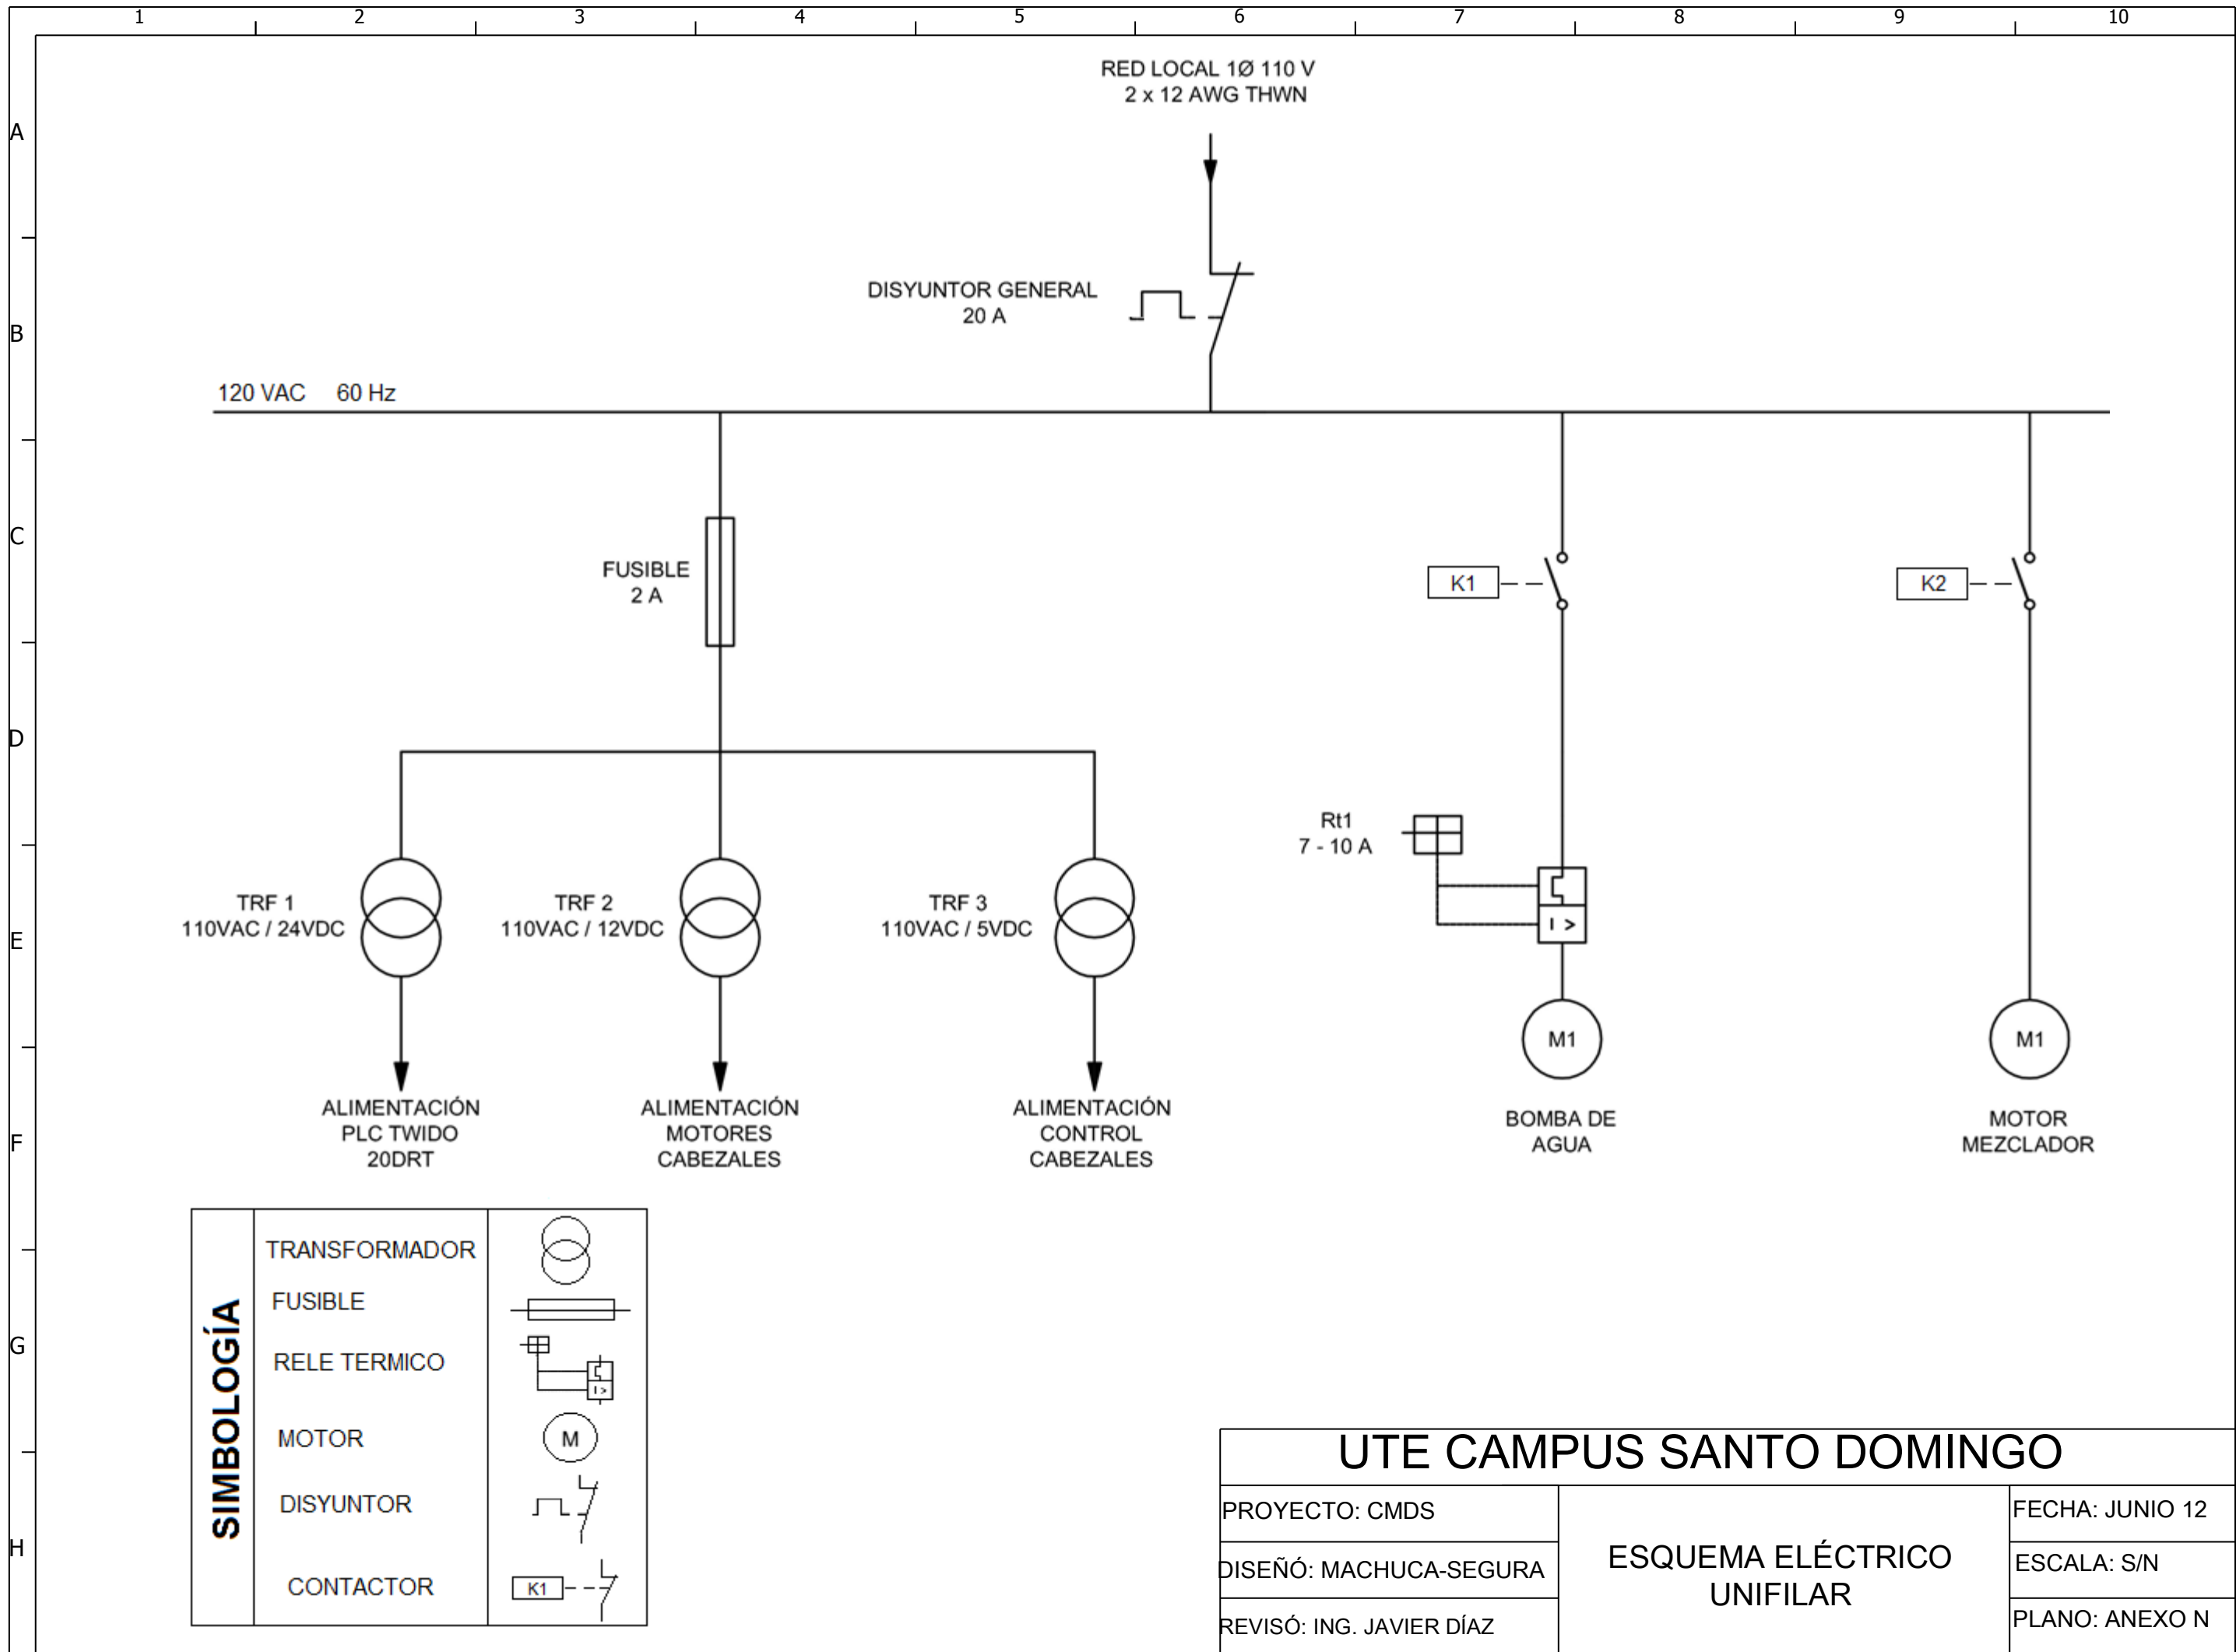 1 2 3 4 5 6 7 8 9 10
A
B
C
D
E
F
G
H
RED LOCAL 1Ø 110 V
2 x 12 AWG THWN
DISYUNTOR GENERAL
20 A
120 VAC 60 Hz
FUSIBLE
2 A
K1
K2
Rt1
7 - 10 A
TRF 1
110VAC / 24VDC
TRF 2
110VAC / 12VDC
TRF 3
110VAC / 5VDC
I >
M1
M1
ALIMENTACIÓN
PLC TWIDO
20DRT
ALIMENTACIÓN
MOTORES
CABEZALES
ALIMENTACIÓN
CONTROL
CABEZALES
BOMBA DE
AGUA
MOTOR
MEZCLADOR
SIMBOLOGÍA
TRANSFORMADOR
FUSIBLE
RELE TERMICO
I >
MOTOR
M
DISYUNTOR
CONTACTOR
K1
UTE CAMPUS SANTO DOMINGO
PROYECTO: CMDS
DISEÑÓ: MACHUCA-SEGURA
REVISÓ: ING. JAVIER DÍAZ
ESQUEMA ELÉCTRICO
UNIFILAR
FECHA: JUNIO 12
ESCALA: S/N
PLANO: ANEXO N